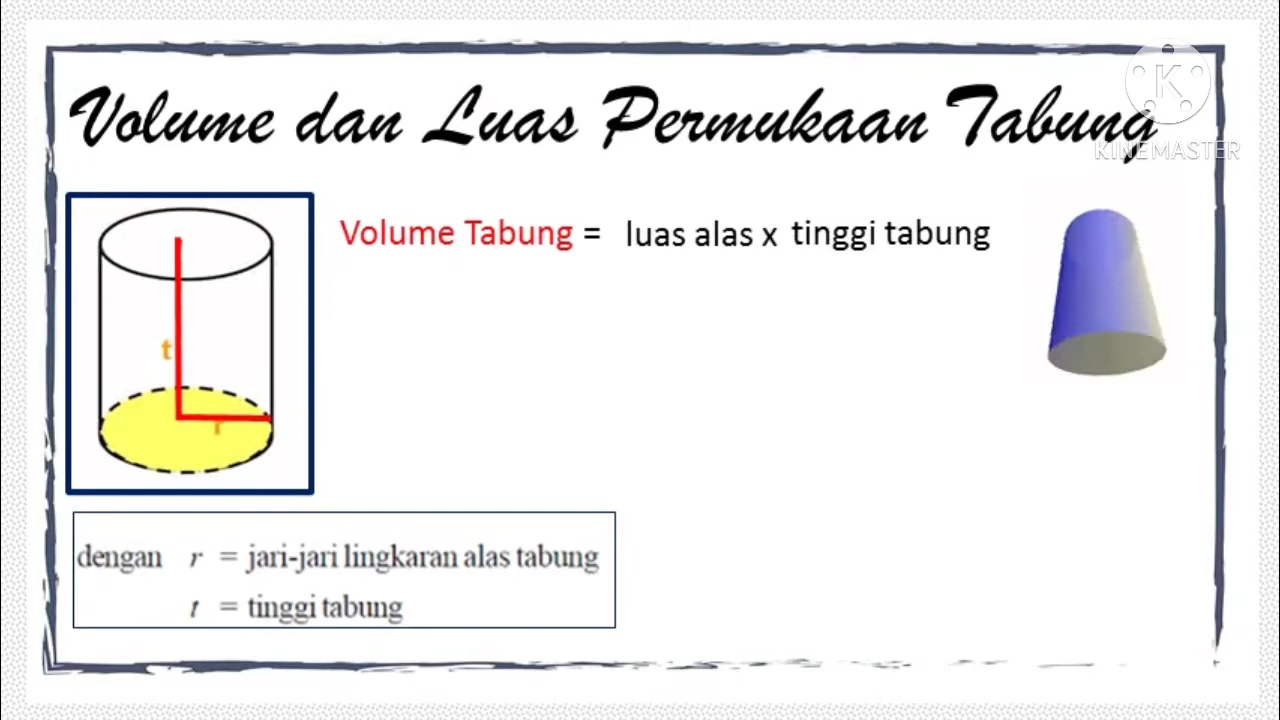 Volume dan Luas Permukaan Tabung
K
KINEMASTER
Volume Tabung = luas alas x tinggi tabung
t
r
dengan r = jari-jari lingkaran alas tabung
t = tinggi tabung